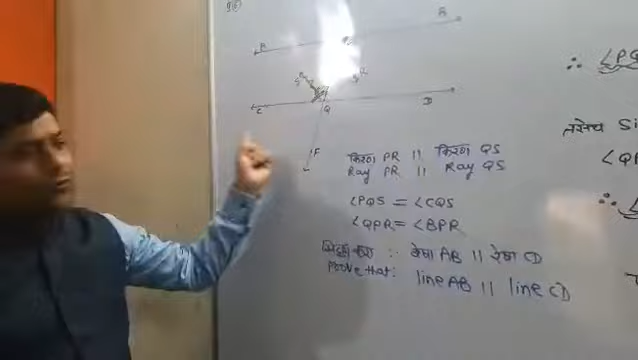 A B
C D
Q
F
किरण PR || किरण QS
Ray PR || Ray QS
∠PQS = ∠CQS
∠QPR = ∠BPR
सिद्ध करा : रेषा AB || रेषा CD
Prove that : line AB || line CD
∴ ∠PQ
तसेच Si
∠QP
∴ ∠